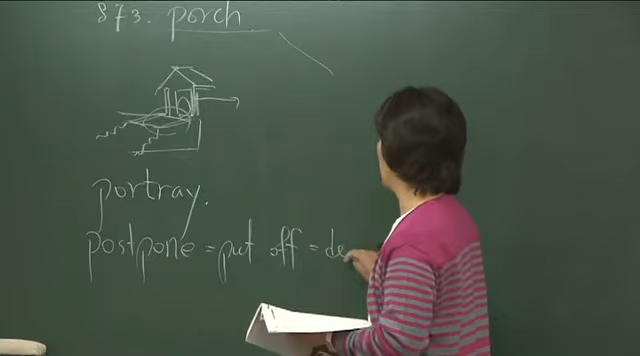 873. porch
portray.
postpone = put off = de